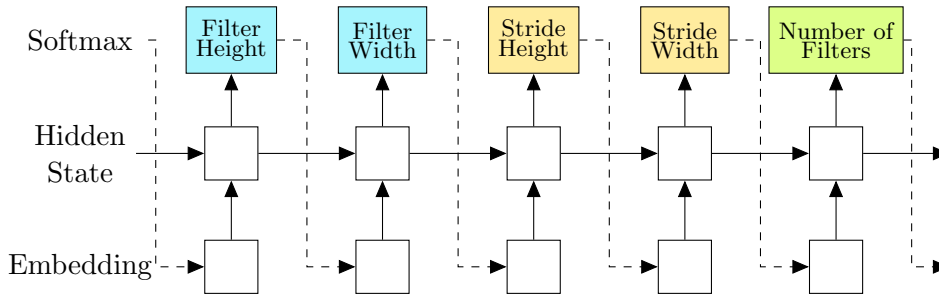 Softmax
Filter
Height
Filter
Width
Stride
Height
Stride
Width
Number of
Filters
Hidden
State
Embedding